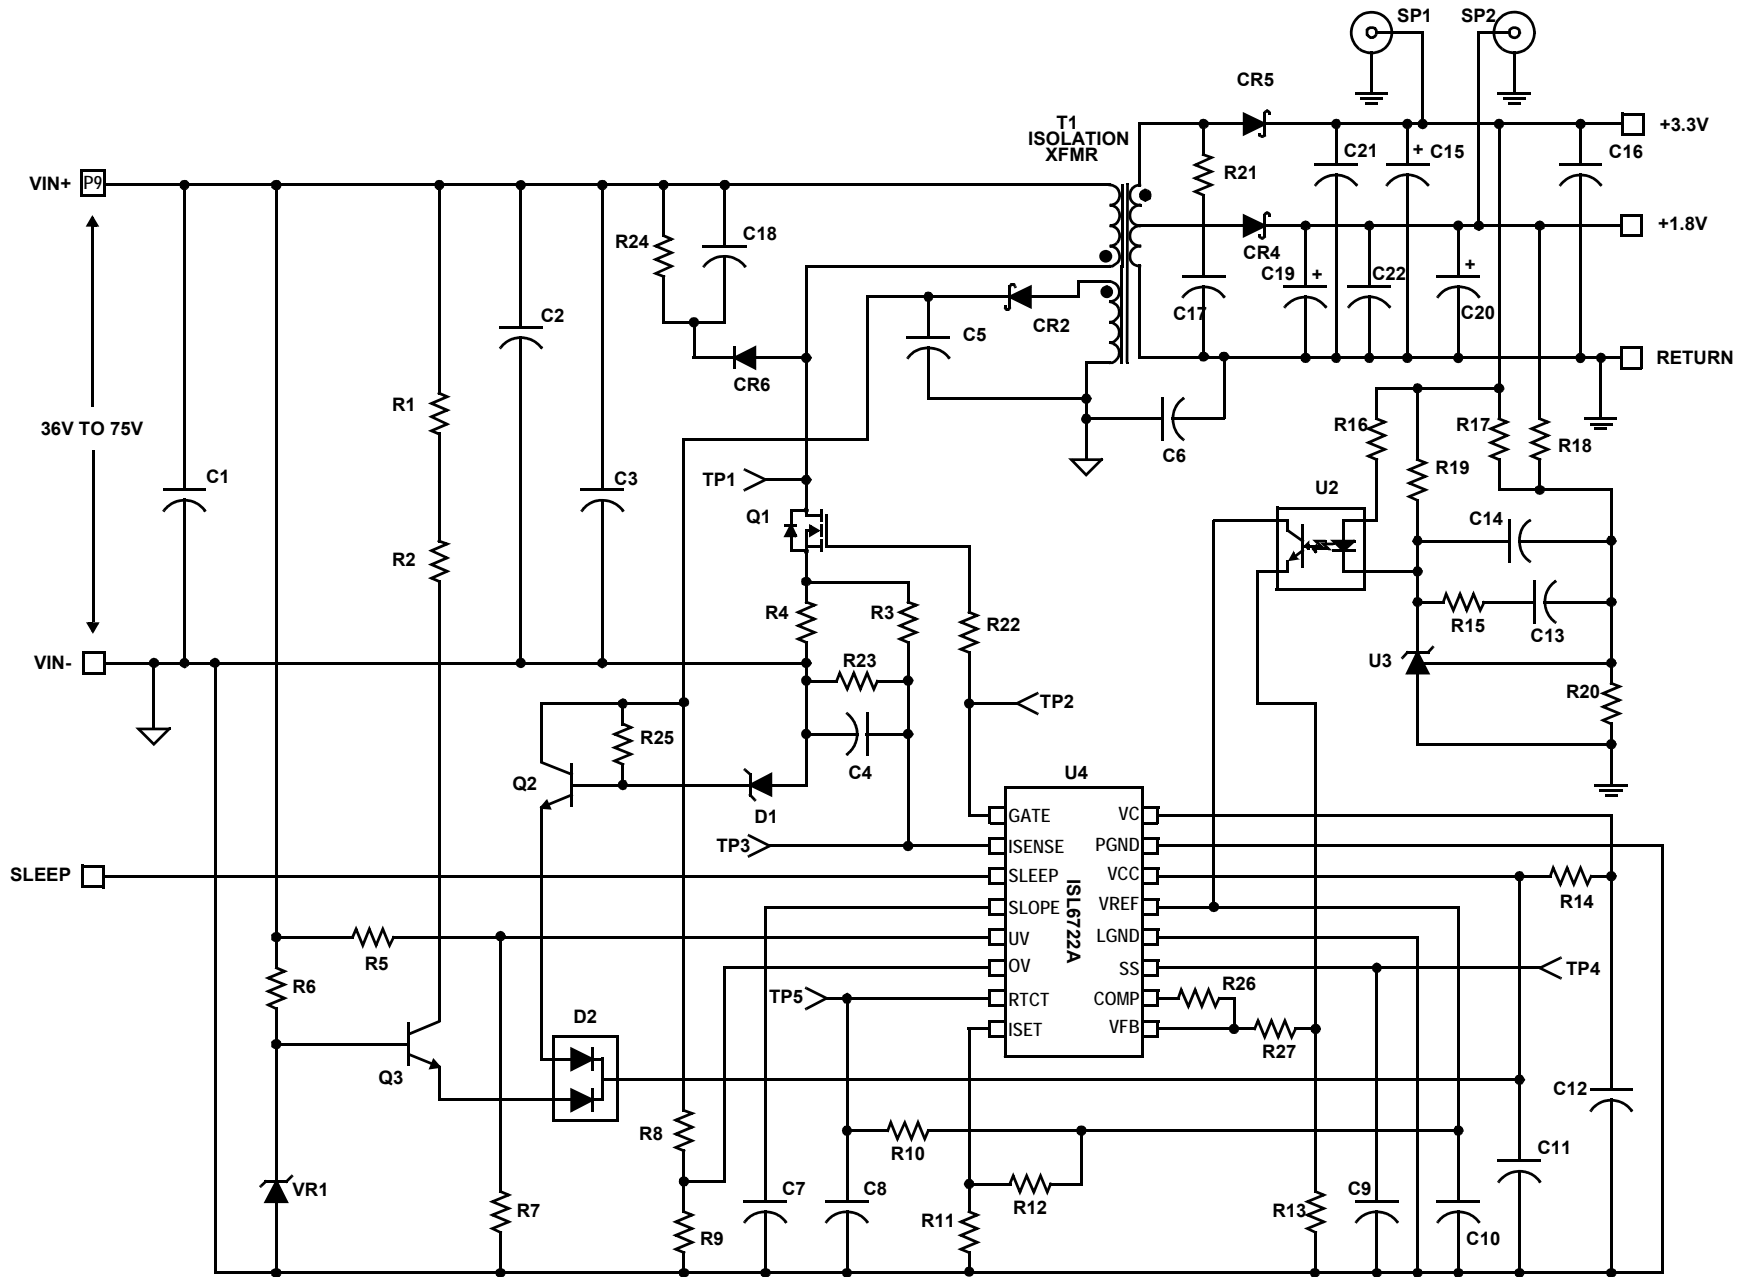 SP1
SP2
CR5
T1
ISOLATION
XFMR
+3.3V
C21
+ C15
C16
R21
VIN+
P9
R24
C18
+1.8V
CR4
C19 +
C22
+
C20
C17
CR2
C5
C2
CR6
RETURN
R1
36V TO 75V
R16
R17
R18
C6
R19
C1
C3
TP1
U2
Q1
C14
R2
R4
R3
R22
R15
C13
VIN-
R23
U3
R20
TP2
R25
C4
U4
Q2
D1
GATE
VC
TP3
ISENSE
PGND
SLEEP
SLEEP
VCC
R14
ISL6722A
SLOPE
VREF
UV
LGND
R5
OV
SS
TP4
R6
TP5
RTCT
COMP
R26
D2
ISET
VFB
R27
Q3
C12
R8
R10
C11
VR1
C7
C8
R12
C9
R7
R9
R11
R13
C10